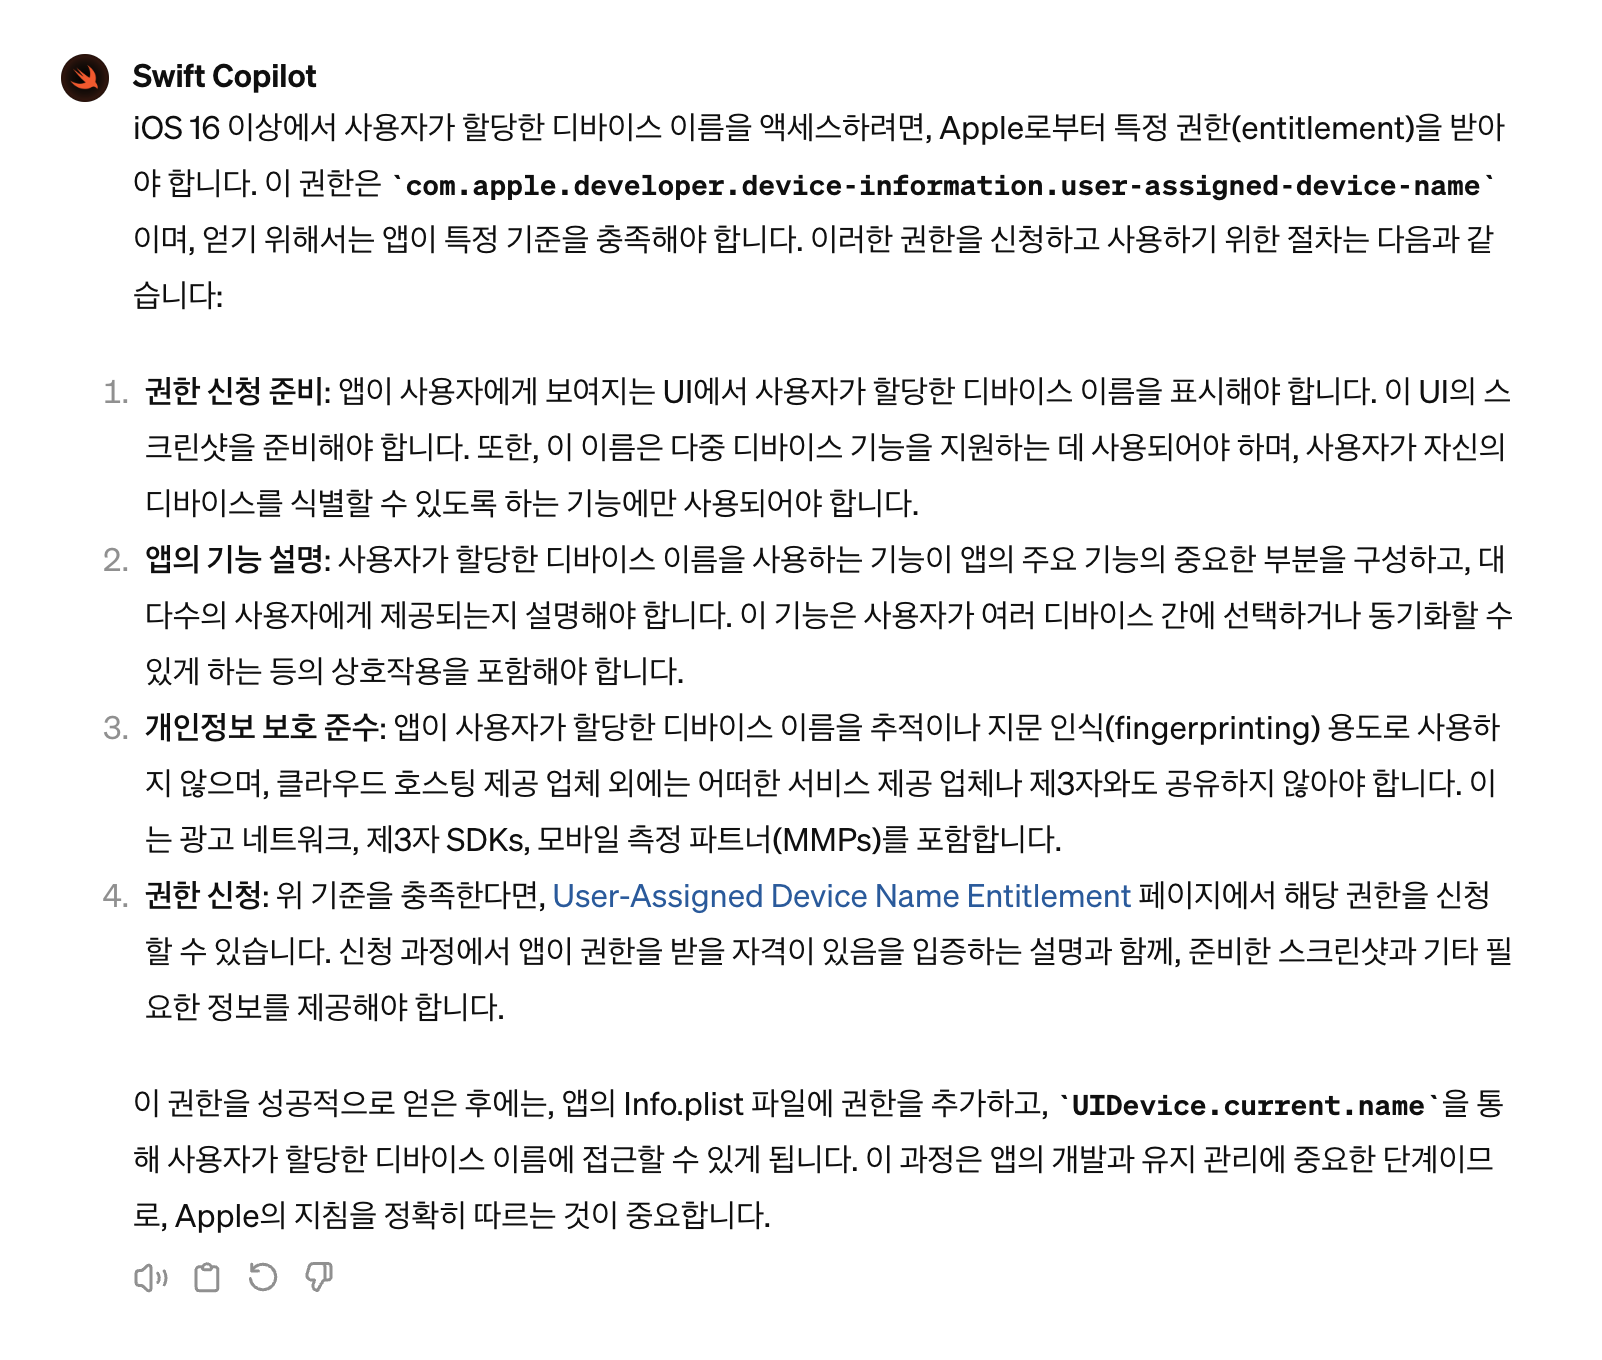 Swift Copilot
iOS 16 이상에서 사용자가 할당한 디바이스 이름을 액세스하려면, Apple로부터 특정 권한(entitlement)을 받아
야 합니다. 이 권한은 `com.apple.developer.device-information.user-assigned-device-name`
이며, 얻기 위해서는 앱이 특정 기준을 충족해야 합니다. 이러한 권한을 신청하고 사용하기 위한 절차는 다음과 같
습니다:
1. 권한 신청 준비: 앱이 사용자에게 보여지는 UI에서 사용자가 할당한 디바이스 이름을 표시해야 합니다. 이 UI의 스
크린샷을 준비해야 합니다. 또한, 이 이름은 다중 디바이스 기능을 지원하는 데 사용되어야 하며, 사용자가 자신의
디바이스를 식별할 수 있도록 하는 기능에만 사용되어야 합니다.
2. 앱의 기능 설명: 사용자가 할당한 디바이스 이름을 사용하는 기능이 앱의 주요 기능의 중요한 부분을 구성하고, 대
다수의 사용자에게 제공되는지 설명해야 합니다. 이 기능은 사용자가 여러 디바이스 간에 선택하거나 동기화할 수
있게 하는 등의 상호작용을 포함해야 합니다.
3. 개인정보 보호 준수: 앱이 사용자가 할당한 디바이스 이름을 추적이나 지문 인식(fingerprinting) 용도로 사용하
지 않으며, 클라우드 호스팅 제공 업체 외에는 어떠한 서비스 제공 업체나 제3자와도 공유하지 않아야 합니다. 이
는 광고 네트워크, 제3자 SDKs, 모바일 측정 파트너(MMPs)를 포함합니다.
4. 권한 신청: 위 기준을 충족한다면, User-Assigned Device Name Entitlement 페이지에서 해당 권한을 신청
할 수 있습니다. 신청 과정에서 앱이 권한을 받을 자격이 있음을 입증하는 설명과 함께, 준비한 스크린샷과 기타 필
요한 정보를 제공해야 합니다.
이 권한을 성공적으로 얻은 후에는, 앱의 Info.plist 파일에 권한을 추가하고, `UIDevice.current.name`을 통
해 사용자가 할당한 디바이스 이름에 접근할 수 있게 됩니다. 이 과정은 앱의 개발과 유지 관리에 중요한 단계이므
로, Apple의 지침을 정확히 따르는 것이 중요합니다.